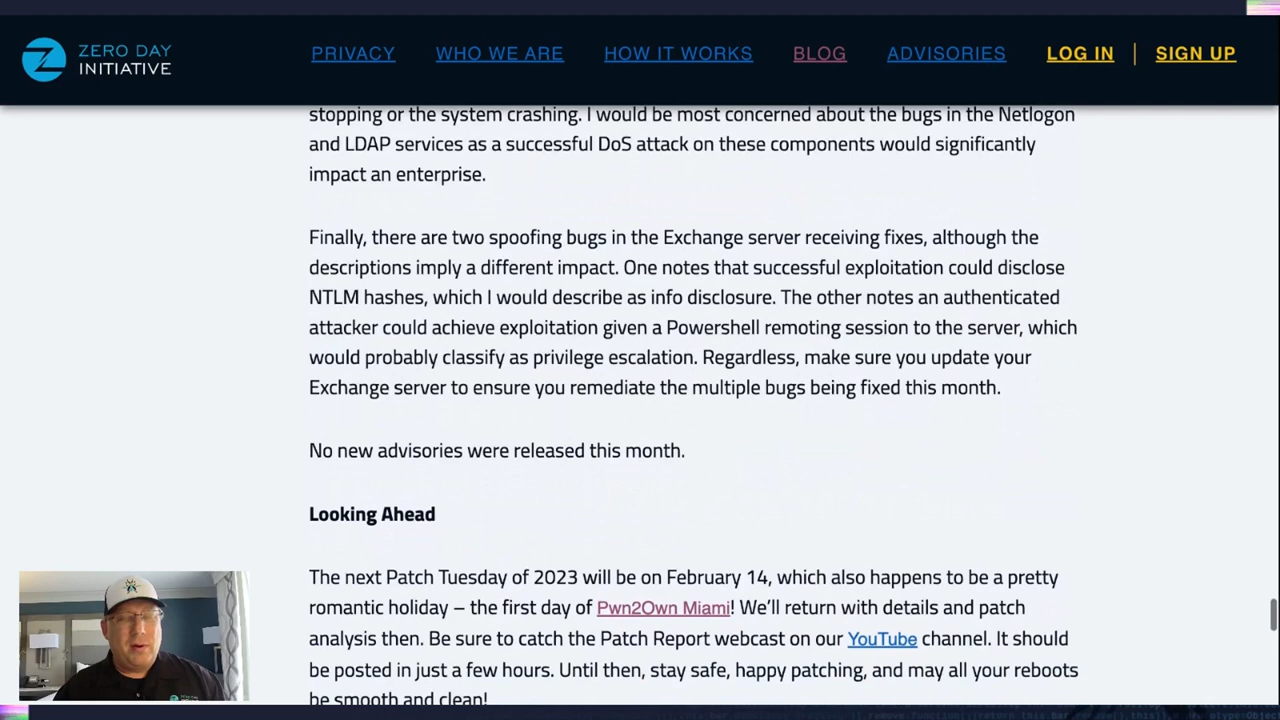 ZERO DAY
INITIATIVE
PRIVACY WHO WE ARE HOW IT WORKS BLOG ADVISORIES LOG IN | SIGN UP
stopping or the system crashing. I would be most concerned about the bugs in the Netlogon
and LDAP services as a successful DoS attack on these components would significantly
impact an enterprise.
Finally, there are two spoofing bugs in the Exchange server receiving fixes, although the
descriptions imply a different impact. One notes that successful exploitation could disclose
NTLM hashes, which I would describe as info disclosure. The other notes an authenticated
attacker could achieve exploitation given a Powershell remoting session to the server, which
would probably classify as privilege escalation. Regardless, make sure you update your
Exchange server to ensure you remediate the multiple bugs being fixed this month.
No new advisories were released this month.
Looking Ahead
The next Patch Tuesday of 2023 will be on February 14, which also happens to be a pretty
romantic holiday – the first day of Pwn2Own Miami! We’ll return with details and patch
analysis then. Be sure to catch the Patch Report webcast on our YouTube channel. It should
be posted in just a few hours. Until then, stay safe, happy patching, and may all your reboots
be smooth and clean!